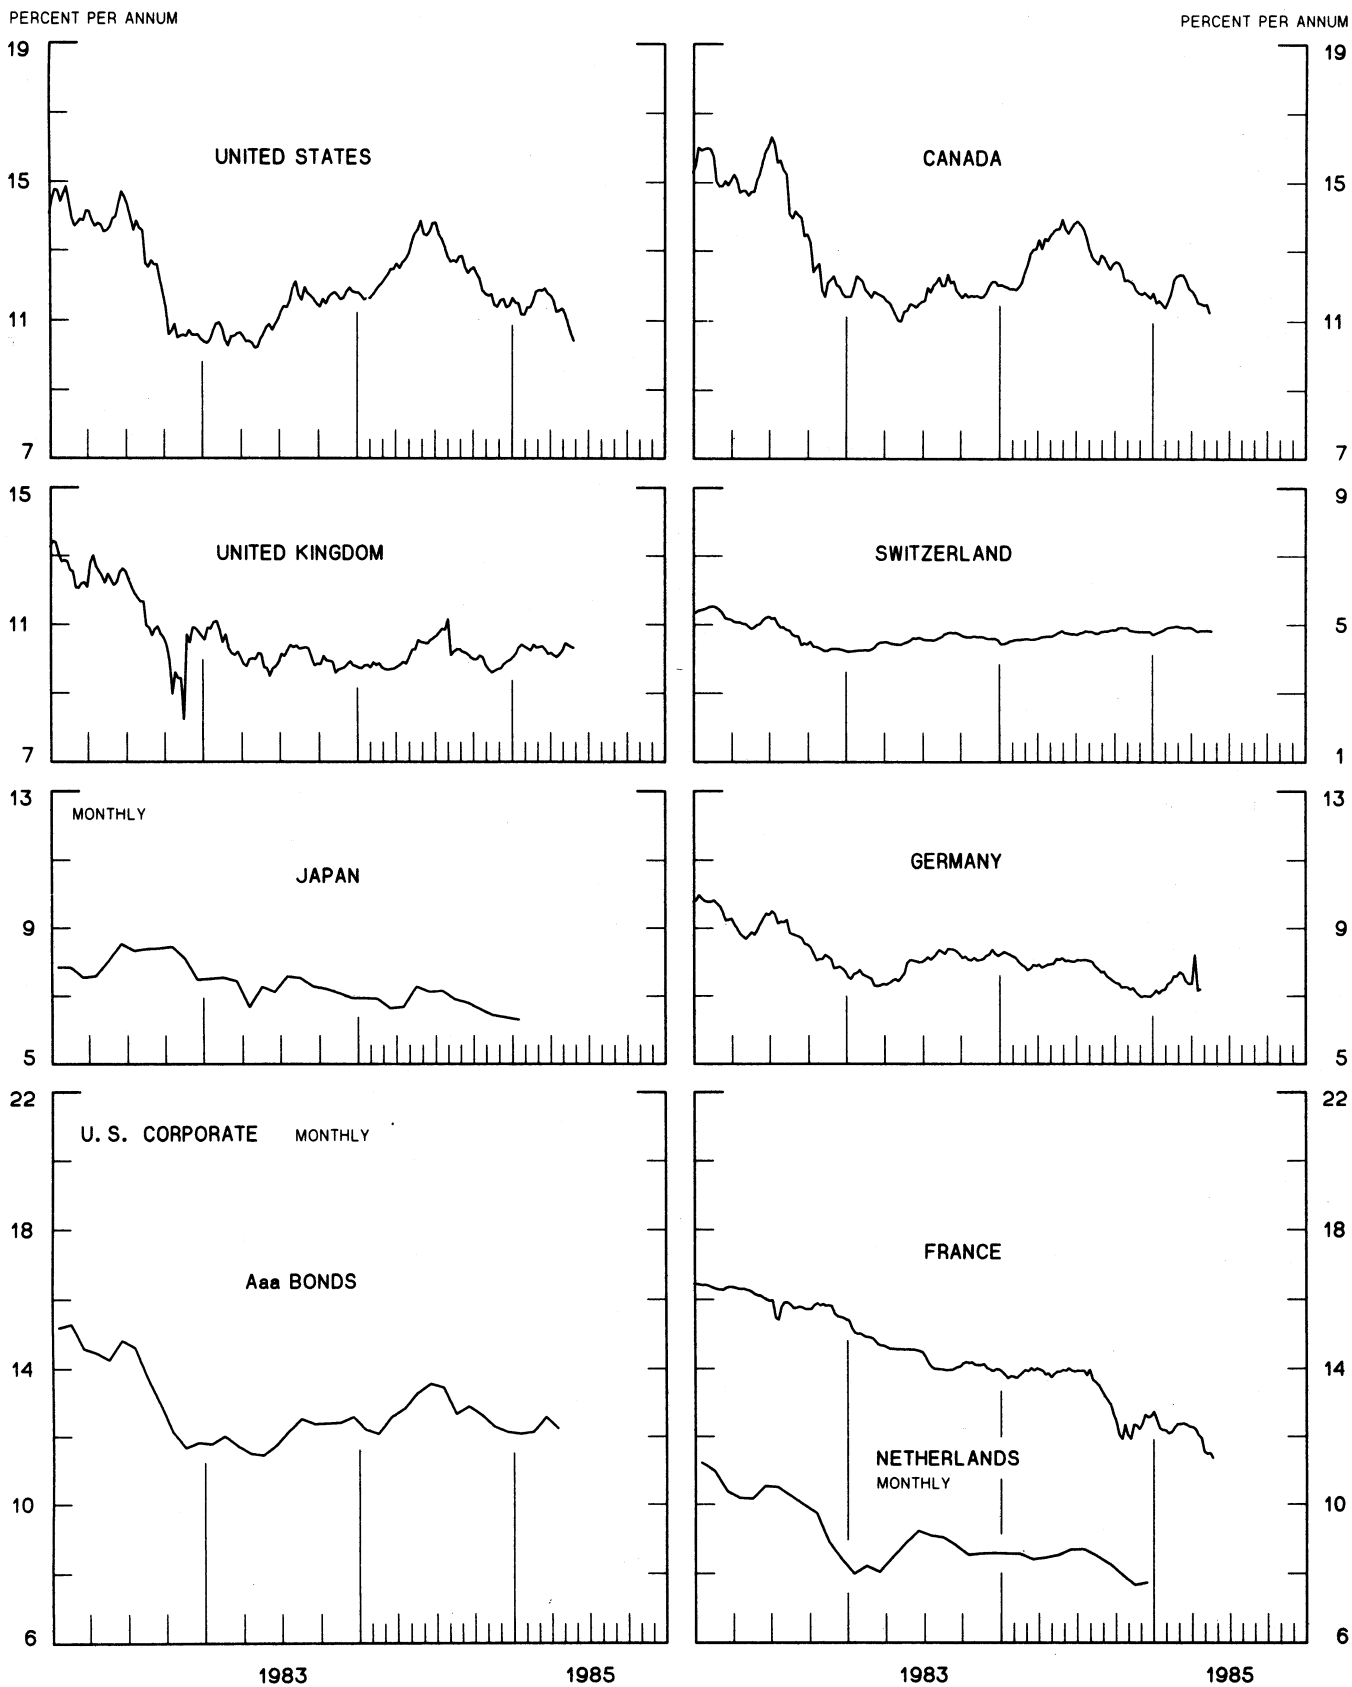 PERCENT PER ANNUM
PERCENT PER ANNUM
19
15
11
7
UNITED STATES
CANADA
19
15
11
7
15
11
7
UNITED KINGDOM
SWITZERLAND
9
5
1
13
9
5
MONTHLY
JAPAN
GERMANY
13
9
5
22
18
14
10
6
U.S. CORPORATE MONTHLY
Aaa BONDS
FRANCE
NETHERLANDS
MONTHLY
22
18
14
10
6
1983
1985
1983
1985